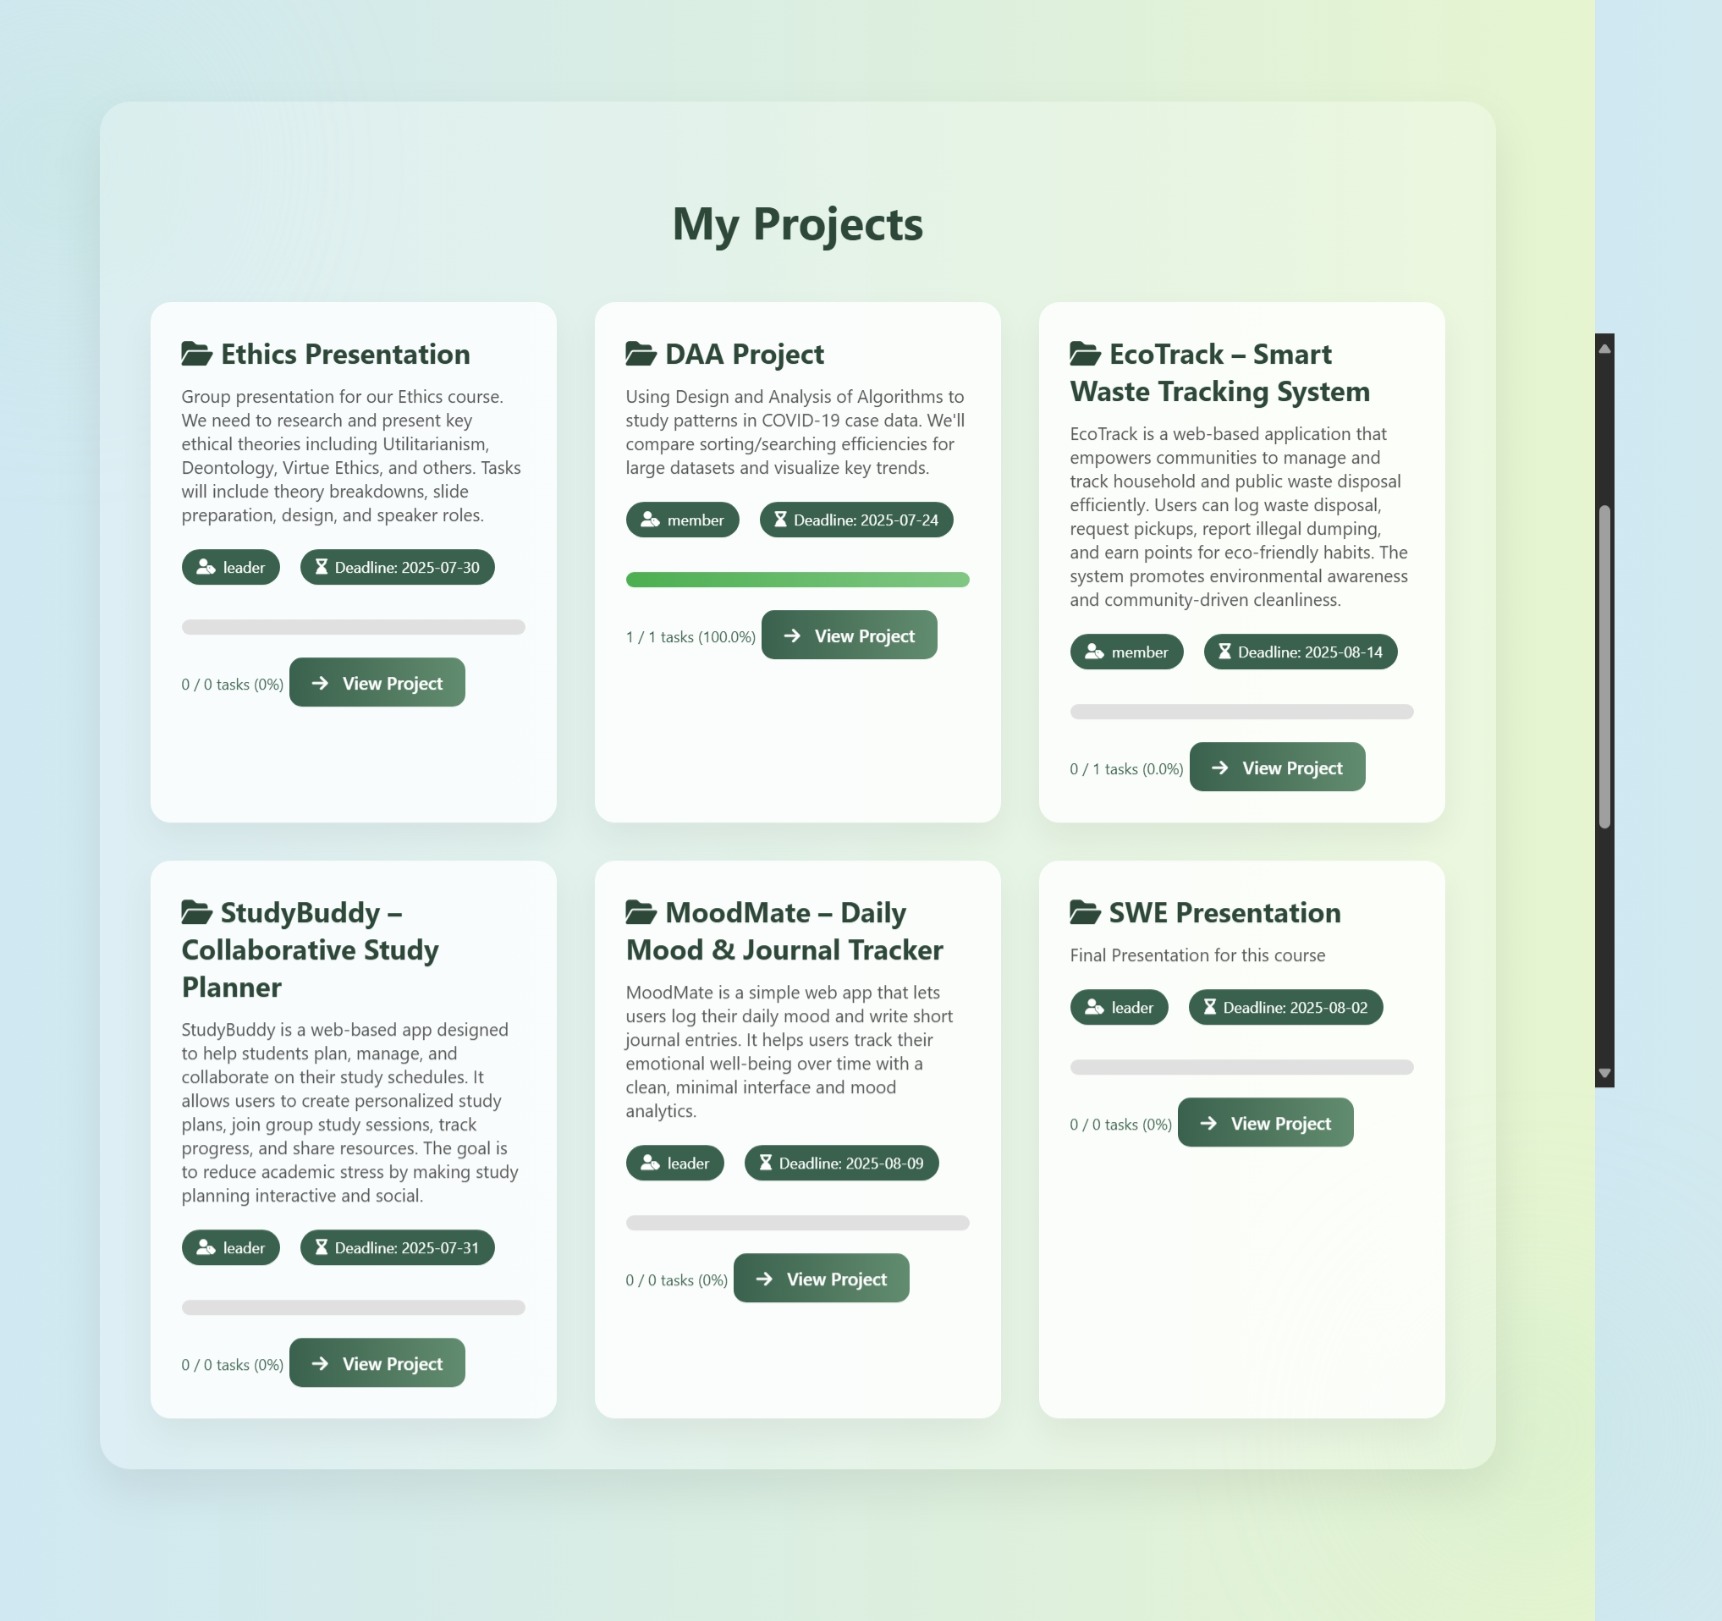 My Projects
Ethics Presentation
Group presentation for our Ethics course.
We need to research and present key
ethical theories including Utilitarianism,
Deontology, Virtue Ethics, and others. Tasks
will include theory breakdowns, slide
preparation, design, and speaker roles.
leader
Deadline: 2025-07-30
0 / 0 tasks (0%)
View Project
DAA Project
Using Design and Analysis of Algorithms to
study patterns in COVID-19 case data. We'll
compare sorting/searching efficiencies for
large datasets and visualize key trends.
member
Deadline: 2025-07-24
1 / 1 tasks (100.0%)
View Project
EcoTrack – Smart
Waste Tracking System
EcoTrack is a web-based application that
empowers communities to manage and
track household and public waste disposal
efficiently. Users can log waste disposal,
request pickups, report illegal dumping,
and earn points for eco-friendly habits. The
system promotes environmental awareness
and community-driven cleanliness.
member
Deadline: 2025-08-14
0 / 1 tasks (0.0%)
View Project
StudyBuddy –
Collaborative Study
Planner
StudyBuddy is a web-based app designed
to help students plan, manage, and
collaborate on their study schedules. It
allows users to create personalized study
plans, join group study sessions, track
progress, and share resources. The goal is
to reduce academic stress by making study
planning interactive and social.
leader
Deadline: 2025-07-31
0 / 0 tasks (0%)
View Project
MoodMate – Daily
Mood & Journal Tracker
MoodMate is a simple web app that lets
users log their daily mood and write short
journal entries. It helps users track their
emotional well-being over time with a
clean, minimal interface and mood
analytics.
leader
Deadline: 2025-08-09
0 / 0 tasks (0%)
View Project
SWE Presentation
Final Presentation for this course
leader
Deadline: 2025-08-02
0 / 0 tasks (0%)
View Project